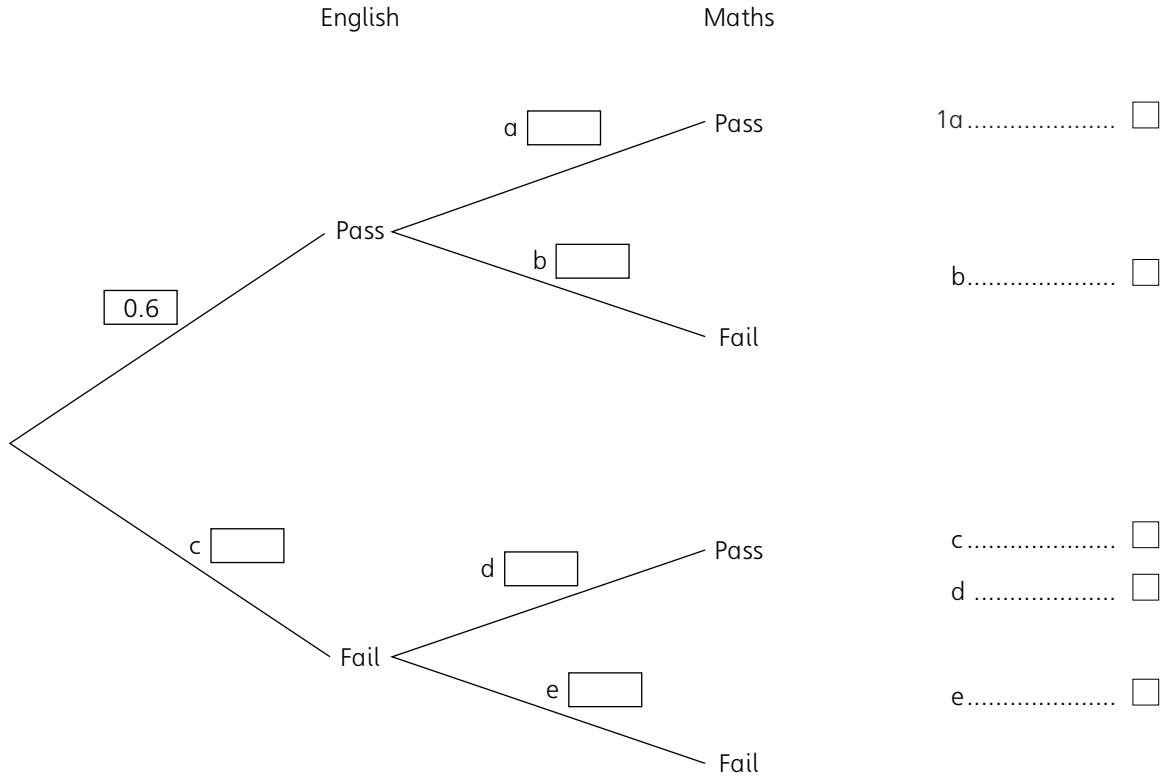 English Maths
a Pass 1a.....................
Pass
b b.....................
0.6
Fail
c Pass c.....................
d d ....................
Fail
e e.....................
Fail